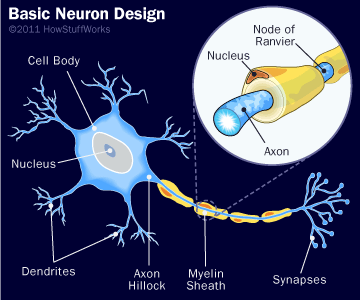 Basic Neuron Design
©2011 HowStuffWorks
Node of
Ranvier
Nucleus
Axon
Cell Body
Nucleus
Dendrites
Axon
Hillock
Myelin
Sheath
Synapses